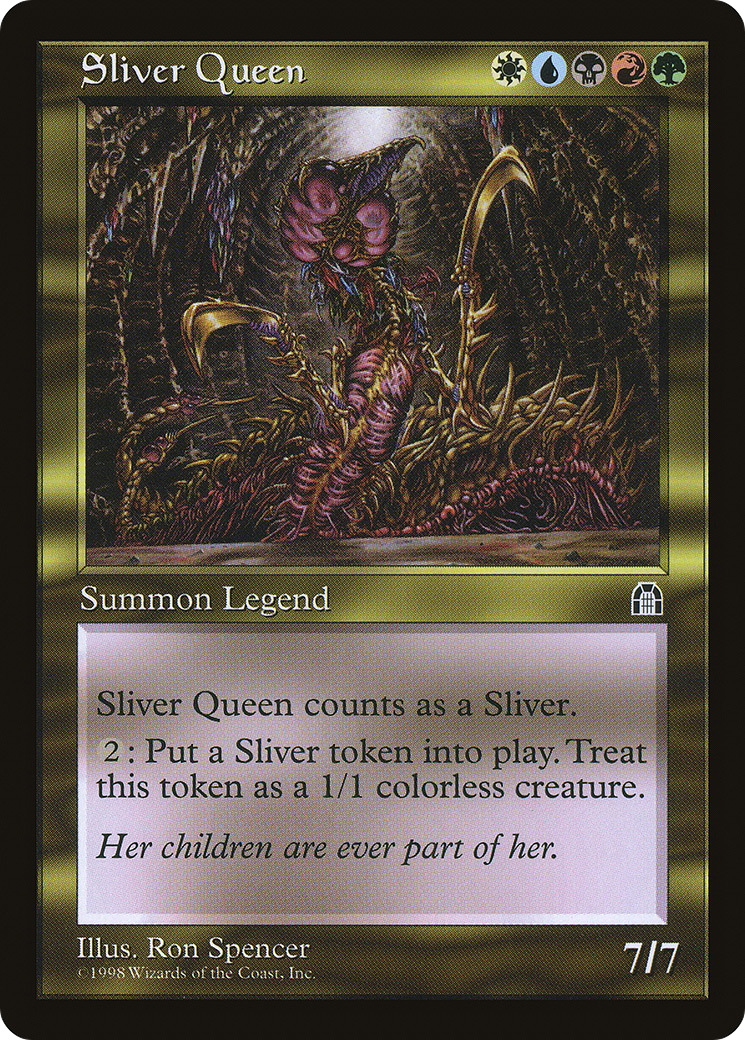 Sliver Queen
Summon Legend
Sliver Queen counts as a Sliver.
2: Put a Sliver token into play. Treat
this token as a 1/1 colorless creature.
Her children are ever part of her.
Illus. Ron Spencer
©1998 Wizards of the Coast, Inc.
7/7